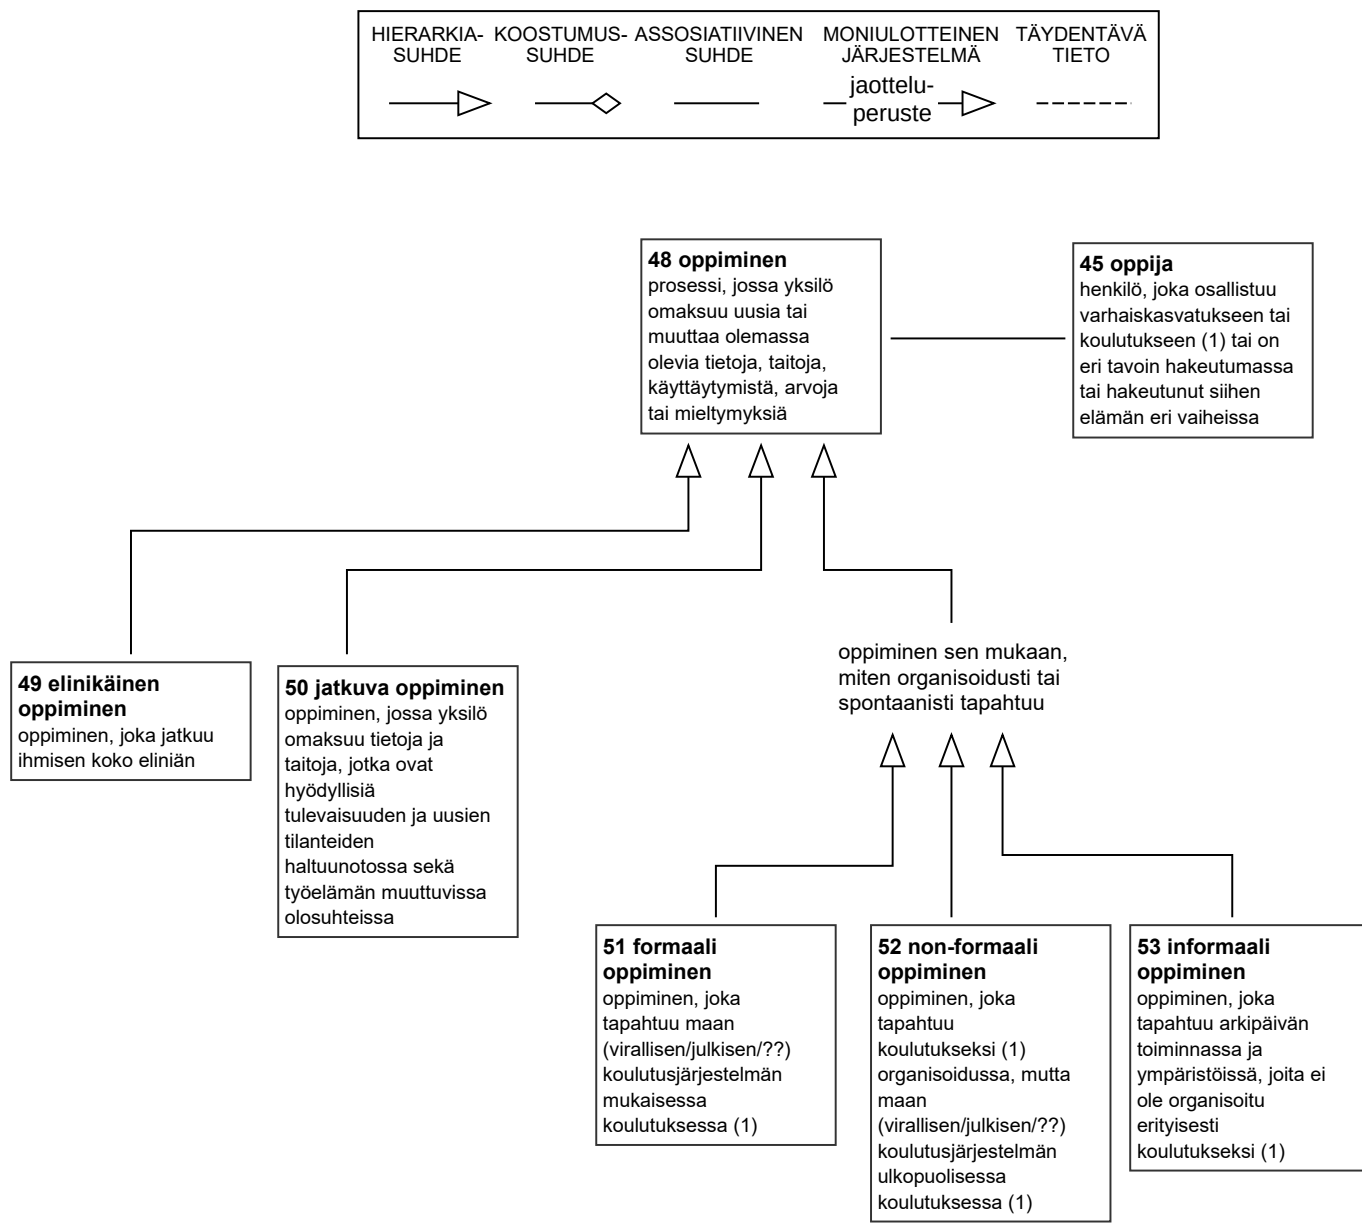 HIERARKIA-
SUHDE
KOOSTUMUS-
SUHDE
ASSOSIATIIVINEN
SUHDE
MONIULOTTEINEN
JÄRJESTELMÄ
TÄYDENTÄVÄ
TIETO
jaottelu-
peruste
48 oppiminen
prosessi, jossa yksilö
omaksuu uusia tai
muuttaa olemassa
olevia tietoja, taitoja,
käyttäytymistä, arvoja
tai mieltymyksiä
45 oppija
henkilö, joka osallistuu
varhaiskasvatukseen tai
koulutukseen (1) tai on
eri tavoin hakeutumassa
tai hakeutunut siihen
elämän eri vaiheissa
49 elinikäinen
oppiminen
oppiminen, joka jatkuu
ihmisen koko eliniän
50 jatkuva oppiminen
oppiminen, jossa yksilö
omaksuu tietoja ja
taitoja, jotka ovat
hyödyllisiä
tulevaisuuden ja uusien
tilanteiden
haltuunotossa sekä
työelämän muuttuvissa
olosuhteissa
oppiminen sen mukaan,
miten organisoidusti tai
spontaanisti tapahtuu
51 formaali
oppiminen
oppiminen, joka
tapahtuu maan
(virallisen/julkisen/??)
koulutusjärjestelmän
mukaisessa
koulutuksessa (1)
52 non-formaali
oppiminen
oppiminen, joka
tapahtuu
koulutukseksi (1)
organisoidussa, mutta
maan
(virallisen/julkisen/??)
koulutusjärjestelmän
ulkopuolisessa
koulutuksessa (1)
53 informaali
oppiminen
oppiminen, joka
tapahtuu arkipäivän
toiminnassa ja
ympäristöissä, joita ei
ole organisoitu
erityisesti
koulutukseksi (1)